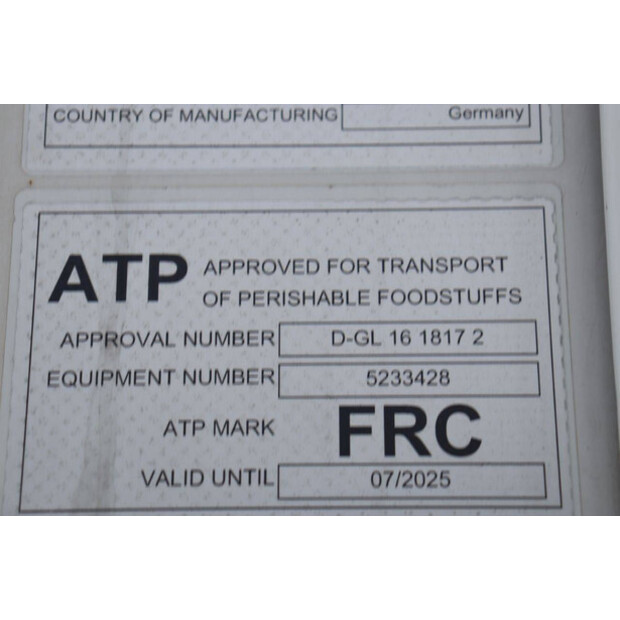 COUNTRY OF MANUFACTURING Germany
ATP APPROVED FOR TRANSPORT
OF PERISHABLE FOODSTUFFS
APPROVAL NUMBER D-GL 16 1817 2
EQUIPMENT NUMBER 5233428
ATP MARK FRC
VALID UNTIL 07/2025